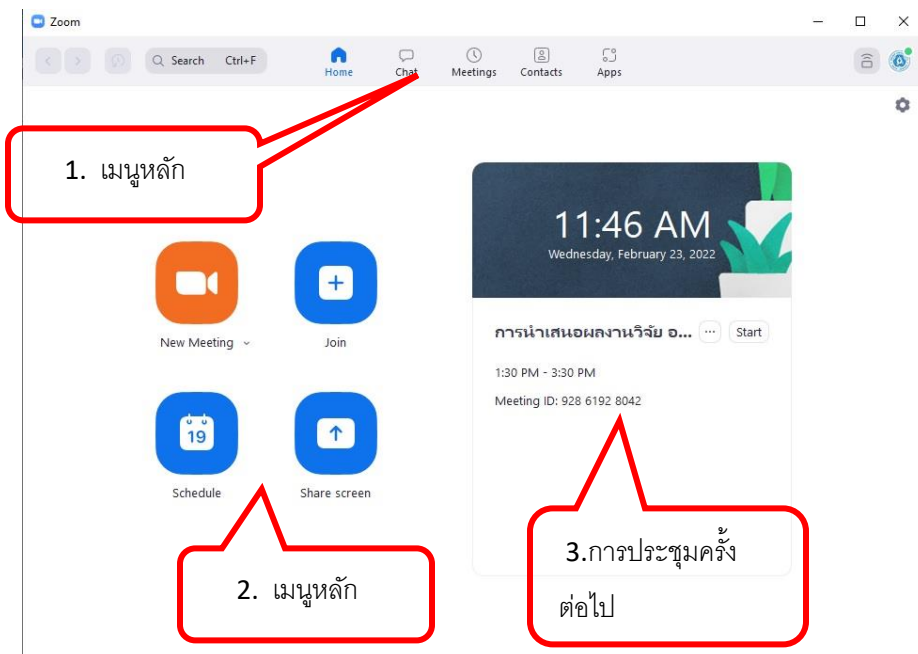 Zoom
Search Ctrl+F
Home
Chat
Meetings
Contacts
Apps
1. เมนูหลัก
11:46 AM
Wednesday, February 23, 2022
New Meeting
Join
การนำเสนอผลงานวิจัย อ... ... Start
1:30 PM - 3:30 PM
Meeting ID: 928 6192 8042
19
Schedule
Share screen
2. เมนูหลัก
3.การประชุมครั้ง
ต่อไป